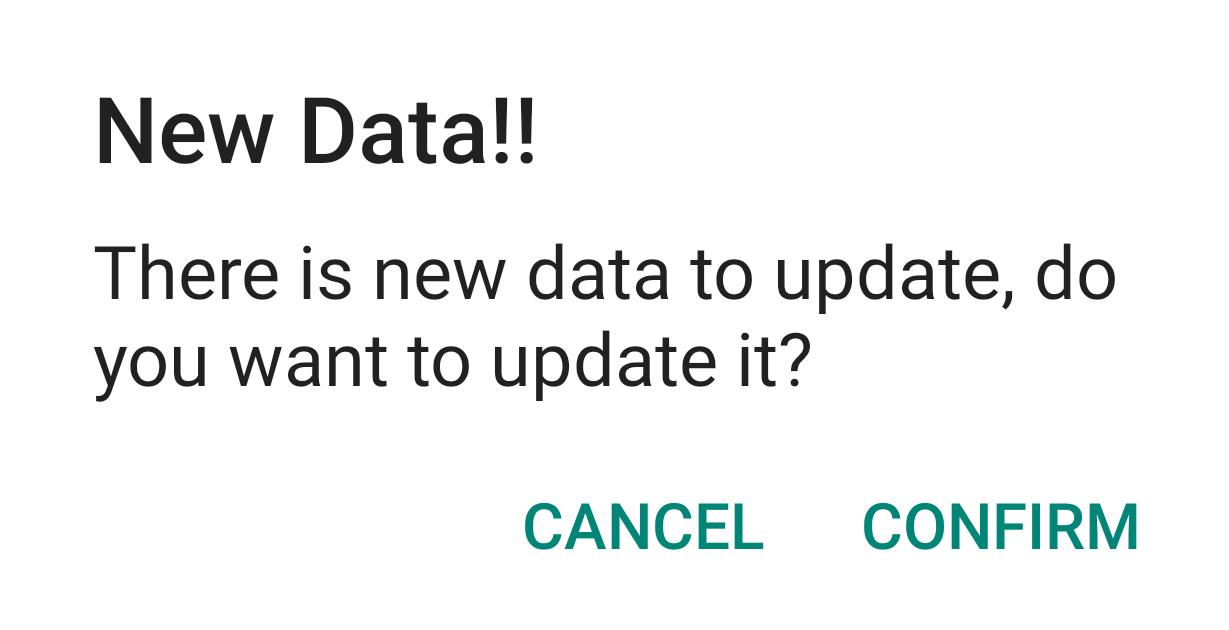 New Data!!
There is new data to update, do
you want to update it?
CANCEL CONFIRM